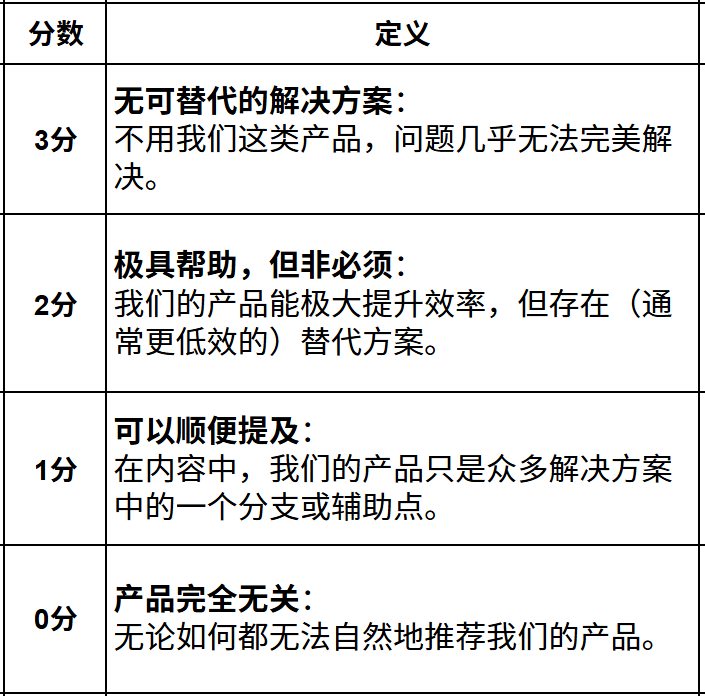 分数 定义
3分
无可替代的解决方案：
不用我们这类产品，问题几乎无法完美解
决。
2分
极具帮助，但非必须：
我们的产品能极大提升效率，但存在（通
常更低效的）替代方案。
1分
可以顺便提及：
在内容中，我们的产品只是众多解决方案
中的一个分支或辅助点。
0分
产品完全无关：
无论如何都无法自然地推荐我们的产品。